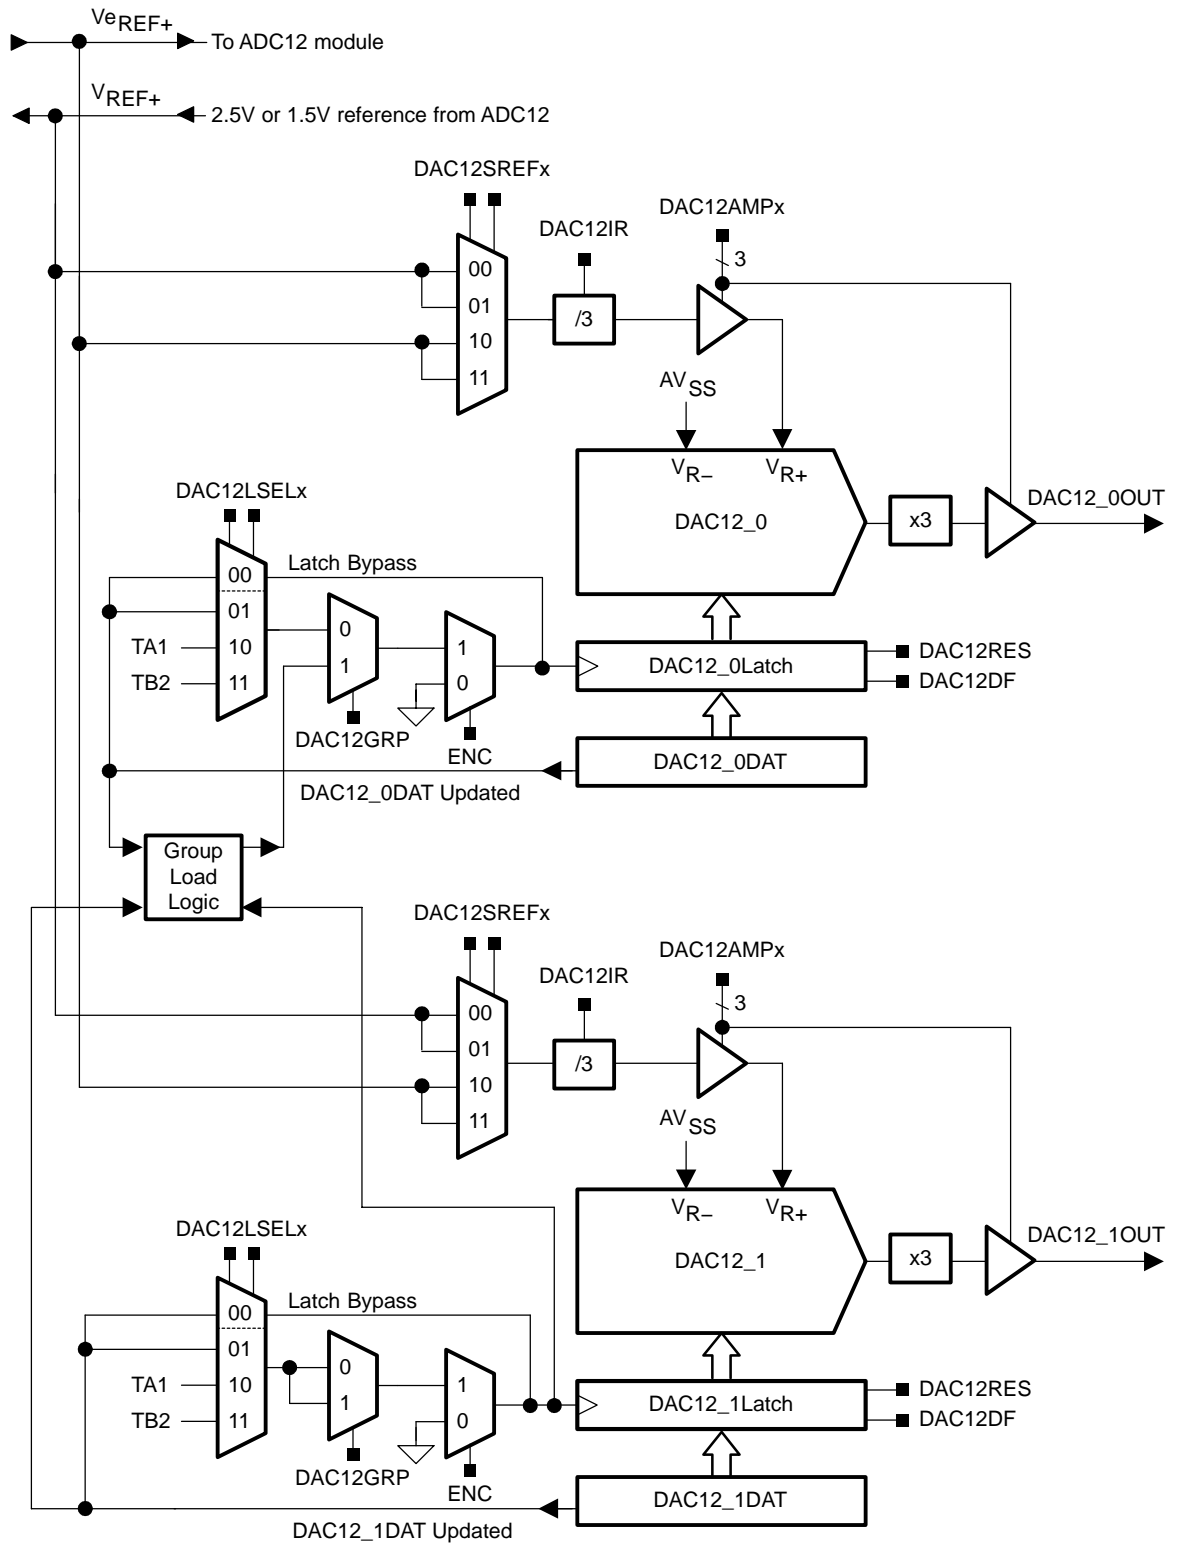 VeREF+
To ADC12 module
VREF+
2.5V or 1.5V reference from ADC12
DAC12SREFx
DAC12IR
DAC12AMPx
3
00
01
10
11
/3
AVSS
VR−
VR+
DAC12_0
x3
DAC12_0OUT
DAC12LSELx
Latch Bypass
00
01
TA1
10
TB2
11
0
1
1
0
DAC12GRP
ENC
DAC12_0Latch
DAC12RES
DAC12DF
DAC12_0DAT
DAC12_0DAT Updated
Group
Load
Logic
DAC12SREFx
DAC12IR
DAC12AMPx
3
00
01
10
11
/3
AVSS
VR−
VR+
DAC12_1
x3
DAC12_1OUT
DAC12LSELx
Latch Bypass
00
01
TA1
10
TB2
11
0
1
1
0
DAC12GRP
ENC
DAC12_1Latch
DAC12RES
DAC12DF
DAC12_1DAT
DAC12_1DAT Updated